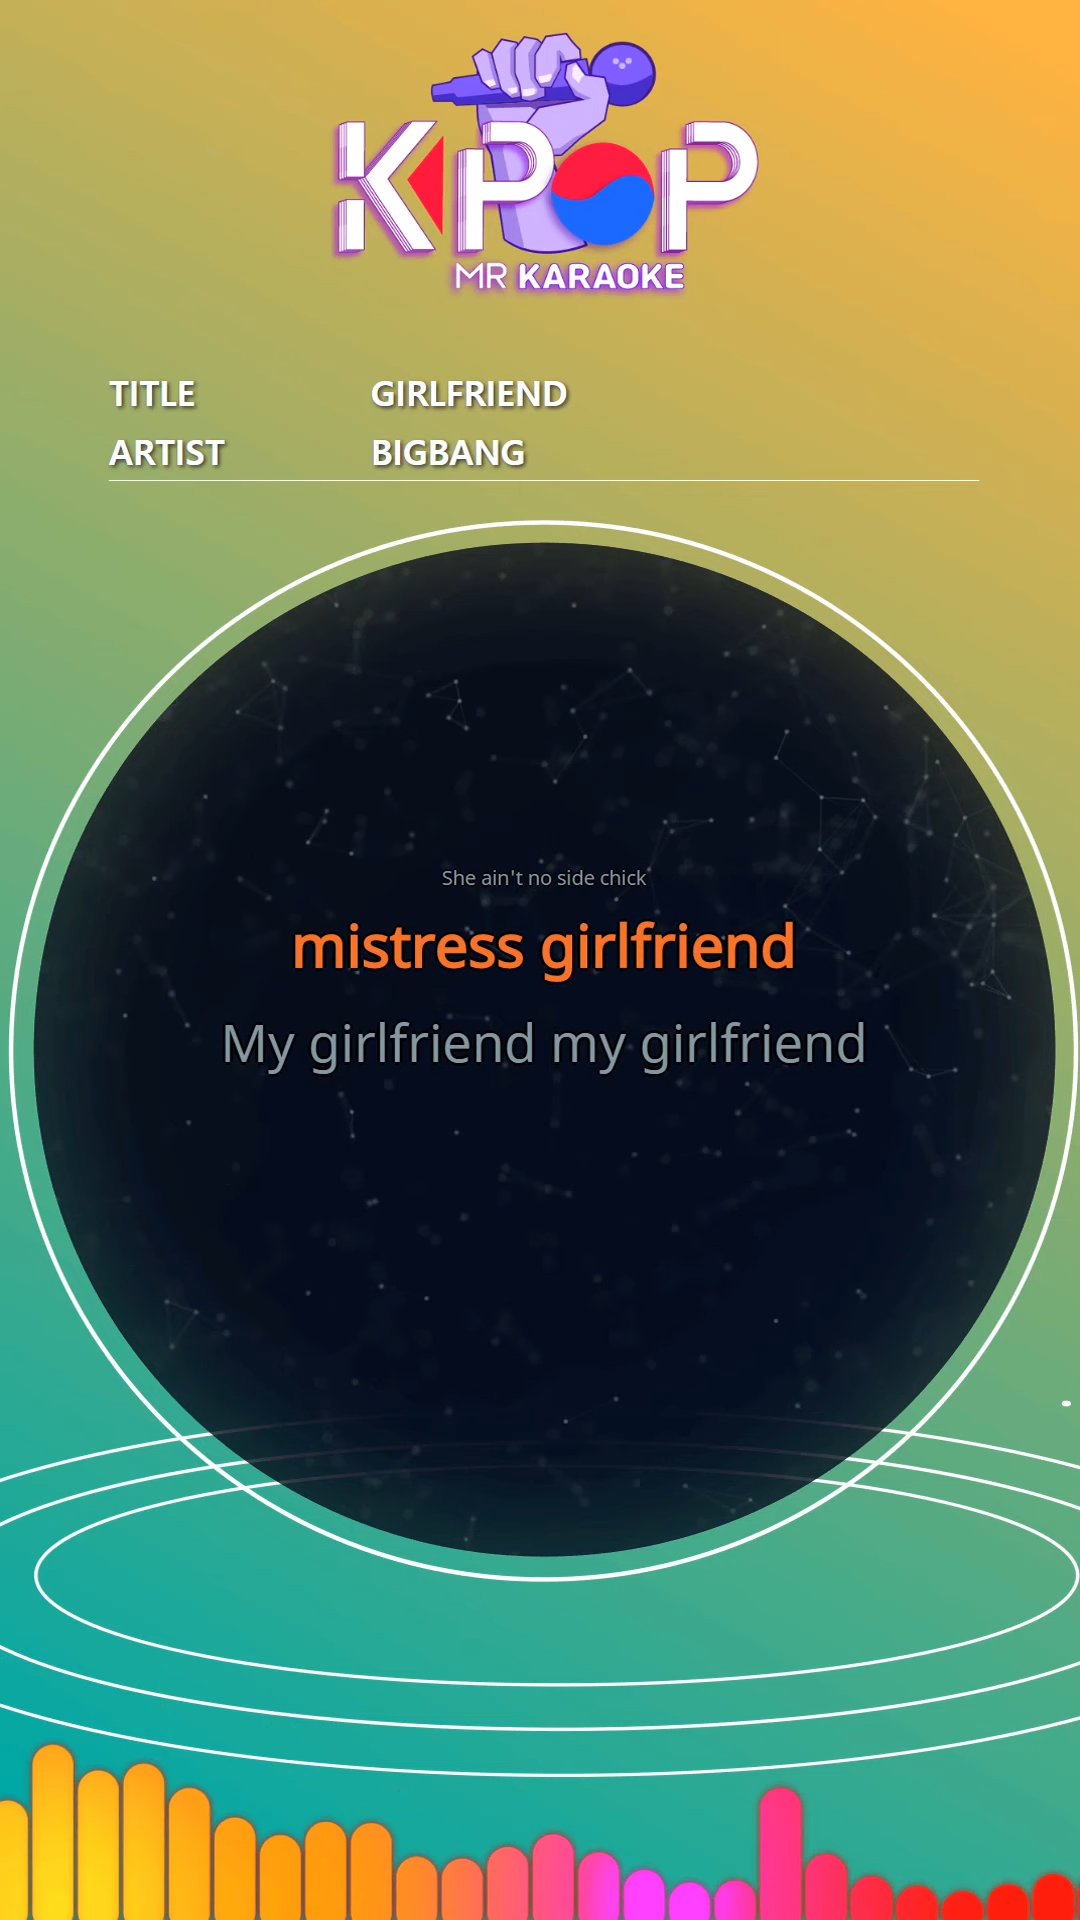 KPOP
MR KARAOKE
TITLE GIRLFRIEND
ARTIST BIGBANG
She ain't no side chick
mistress girlfriend
My girlfriend my girlfriend